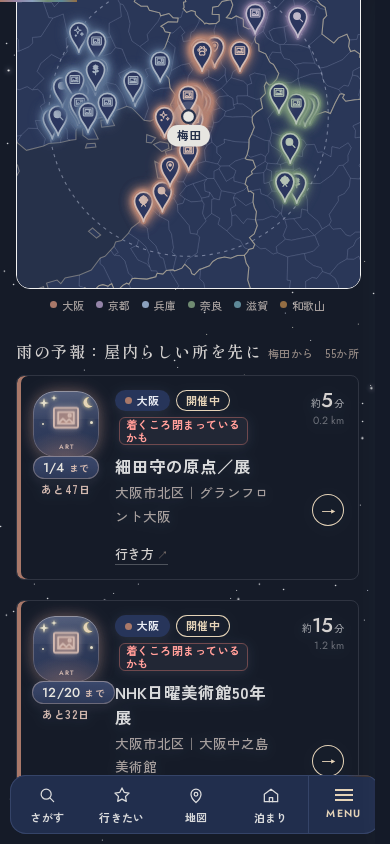 梅田
大阪 京都 兵庫 奈良 滋賀 和歌山
雨の予報：屋内らしい所を先に 梅田から 55か所
大阪 開催中 約5分
0.2 km
着くころ閉まっている
かも
ART
1/4 まで
あと47日
細田守の原点／展
大阪市北区｜グランフロ
ント大阪
→
行き方 ↗
大阪 開催中 約15分
1.2 km
着くころ閉まっている
かも
ART
12/20 まで
あと32日
NHK日曜美術館50年
展
大阪市北区｜大阪中之島
美術館
→
さがす 行きたい 地図 泊まり MENU